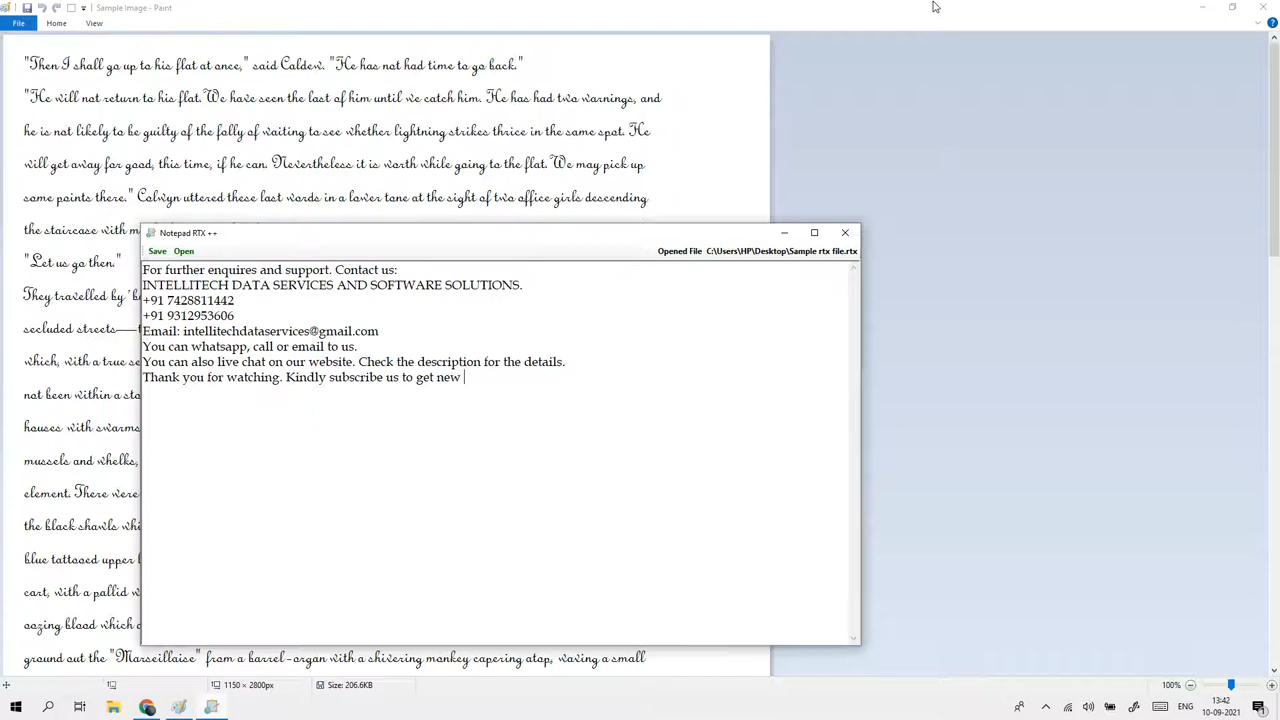 Sample Image - Paint
File Home View
"Then I shall go up to his flat at once," said Caldew. "He has not had time to go back."
"He will not return to his flat. We have seen the last of him until we catch him. He has had two warnings, and
he is not likely to be guilty of the folly of waiting to see whether lightning strikes thrice in the same spot. He
will get away for good, this time, if he can. Nevertheless it is worth while going to the flat. We may pick up
some points there." Colwyn uttered these last words in a lower tone at the sight of two office girls descending
the staircase with m
"Let us go then."
They travelled by 'b
secluded streets—t
which, with a true s
not been within a sto
houses with swarms
mussels and whelks,
element. There were
the black shawls whi
blue tattooed upper l
cart, with a pallid w
oozing blood which d
ground out the "Marseillaise" from a barrel-organ with a shivering monkey capering atop, waving a small
Notepad RTX ++
Save Open Opened File C:\Users\HP\Desktop\Sample rtx file.rtx
For further enquires and support. Contact us:
INTELLITECH DATA SERVICES AND SOFTWARE SOLUTIONS.
+91 7428811442
+91 9312953606
Email: intellitechdataservices@gmail.com
You can whatsapp, call or email to us.
You can also live chat on our website. Check the description for the details.
Thank you for watching. Kindly subscribe us to get new
1150 × 2800px Size: 206.6KB 100%
ENG 13:42
10-09-2021